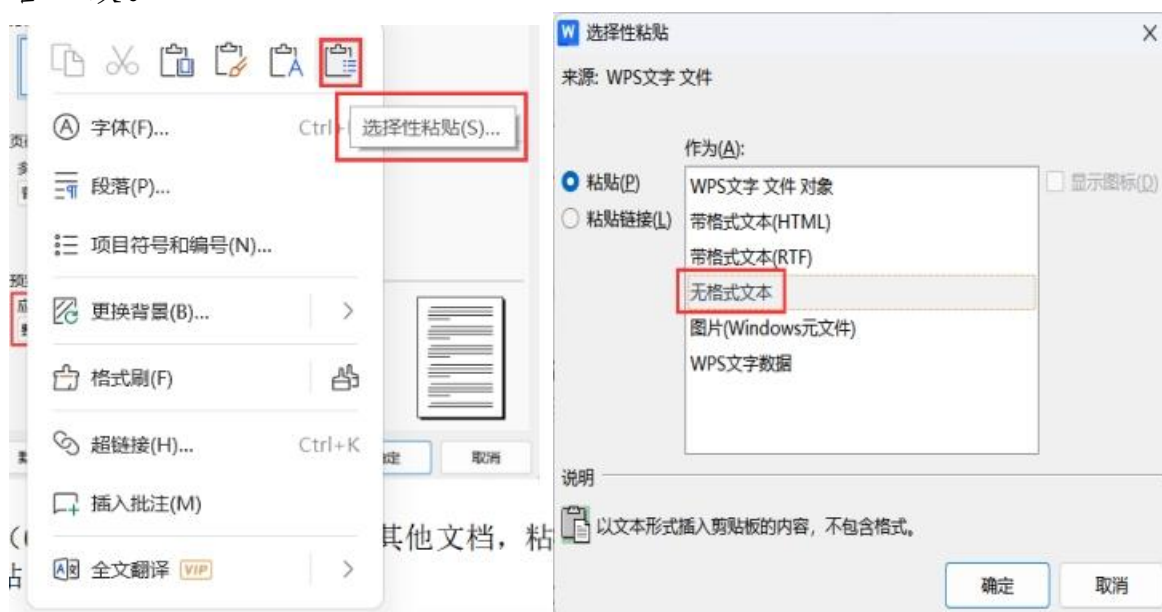 选择性粘贴(S)...
字体(F)...
Ctrl+
段落(P)...
项目符号和编号(N)...
更换背景(B)...
格式刷(F)
超链接(H)... Ctrl+K
取消
插入批注(M)
其他文档，粘
全文翻译 VIP
选择性粘贴
来源: WPS文字 文件
作为(A):
粘贴(P)
粘贴链接(L)
WPS文字 文件 对象
带格式文本(HTML)
带格式文本(RTF)
无格式文本
图片(Windows元文件)
WPS文字数据
显示图标(D)
说明
以文本形式插入剪贴板的内容，不包含格式。
确定 取消